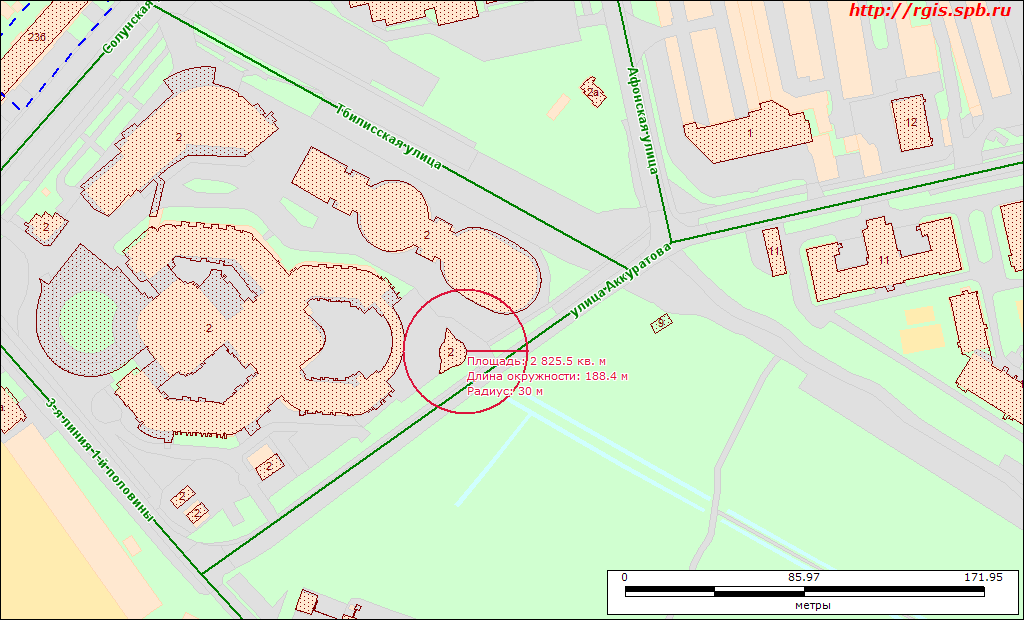 http://rgis.spb.ru
Солунская
23б
Тбилисская улица
Афонская улица
2а
1
12
2
2
2
11
11
улица Аккуратова
9
2
2
Площадь: 2 825.5 кв. м
Длина окружности: 188.4 м
Радиус: 30 м
3-я линия 1-й половины
2
2
2
0 85.97 171.95
метры